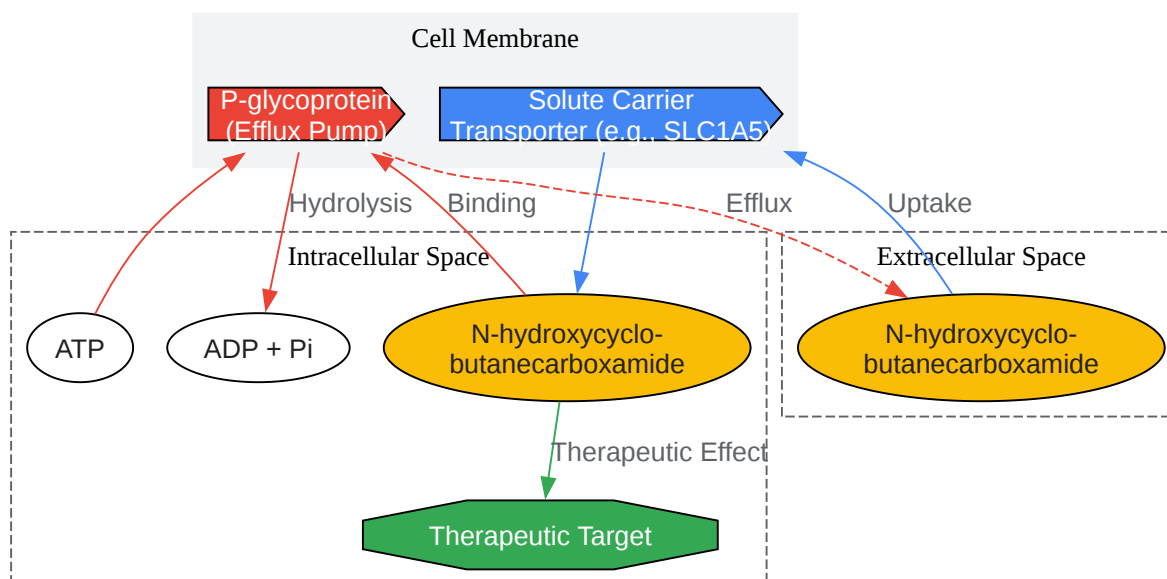 Cell Membrane
P-glycoprotein
(Efflux Pump)
Solute Carrier
Transporter (e.g., SLC1A5)
Hydrolysis
Binding
Efflux
Uptake
Intracellular Space
Extracellular Space
ATP
ADP + Pi
N-hydroxycyclo-
butanecarboxamide
N-hydroxycyclo-
butanecarboxamide
Therapeutic Effect
Therapeutic Target